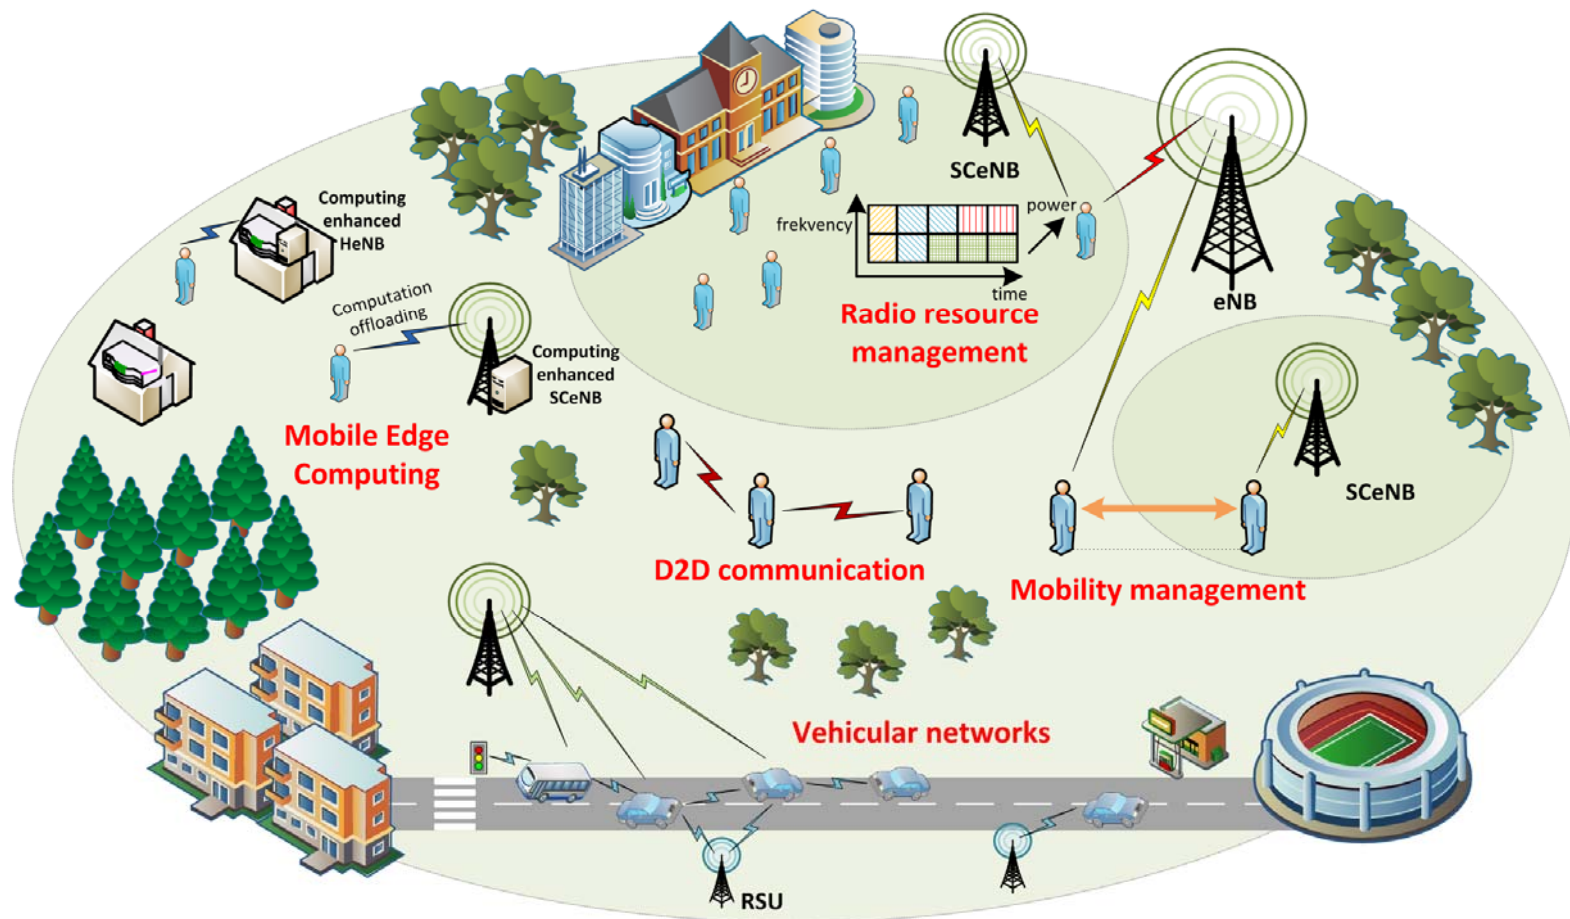 SCeNB
Computing
enhanced
HeNB
frekvency
power
time
eNB
Radio resource
management
Computation
offloading
Computing
enhanced
SCeNB
Mobile Edge
Computing
SCeNB
D2D communication
Mobility management
Vehicular networks
RSU